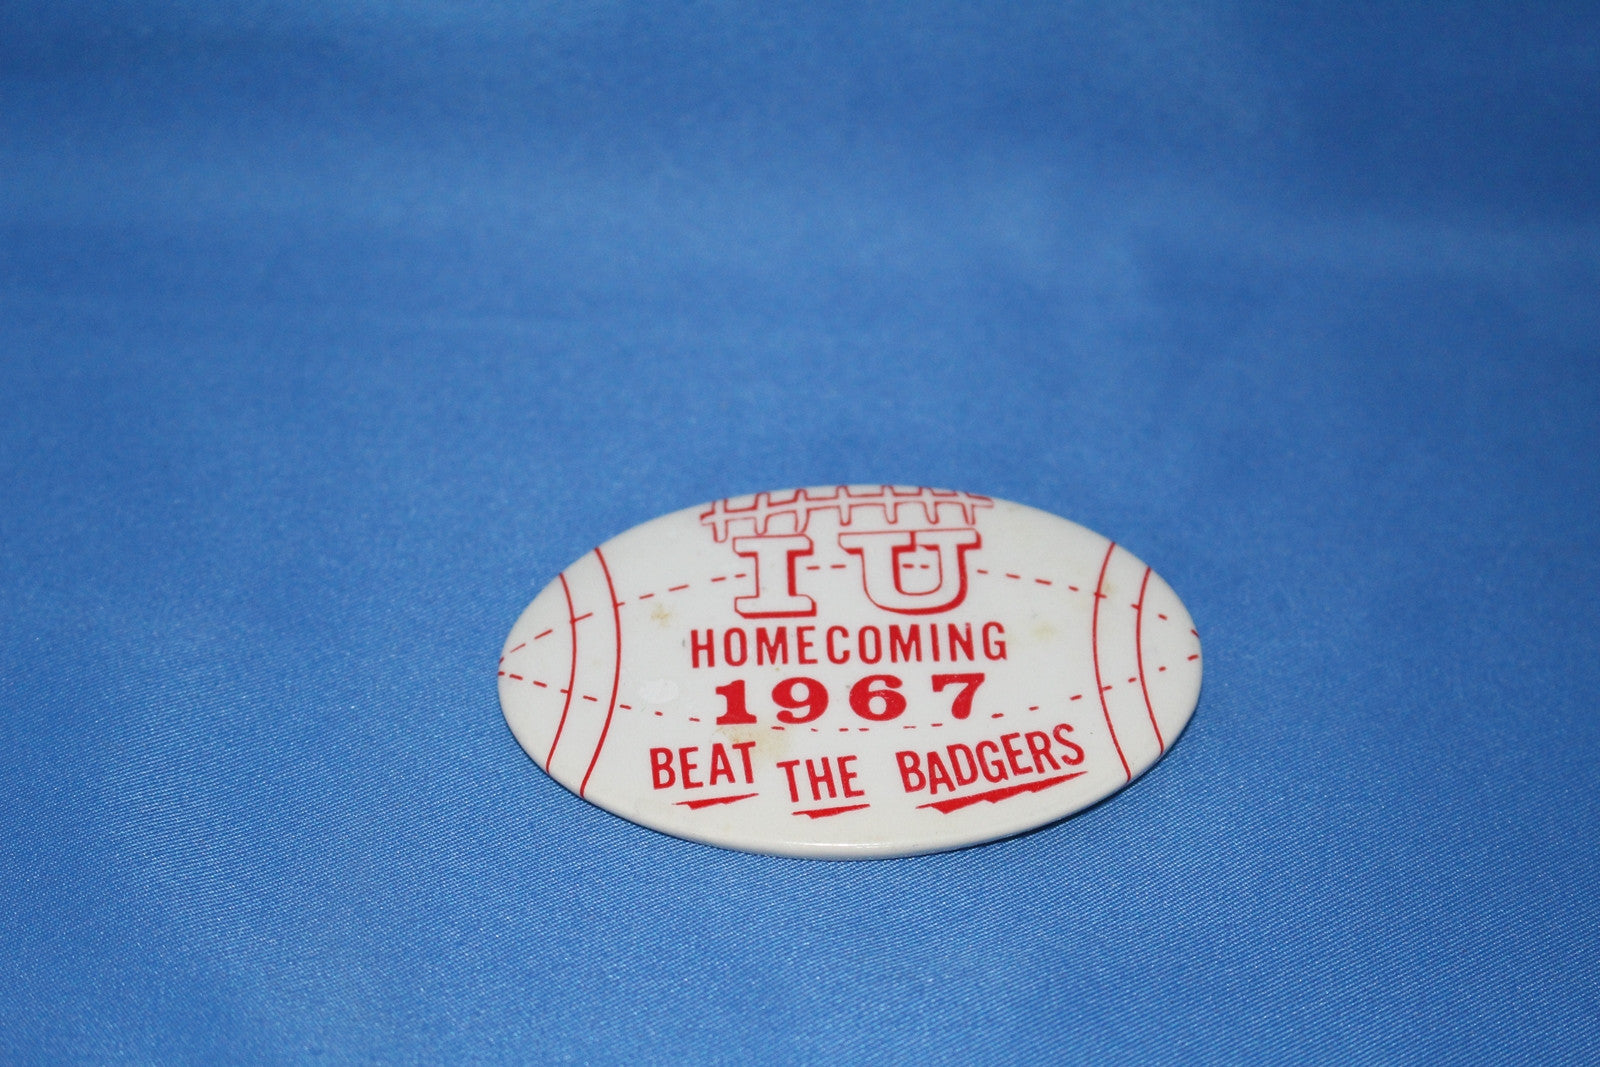 IU
HOMECOMING
1967
BEAT THE BADGERS